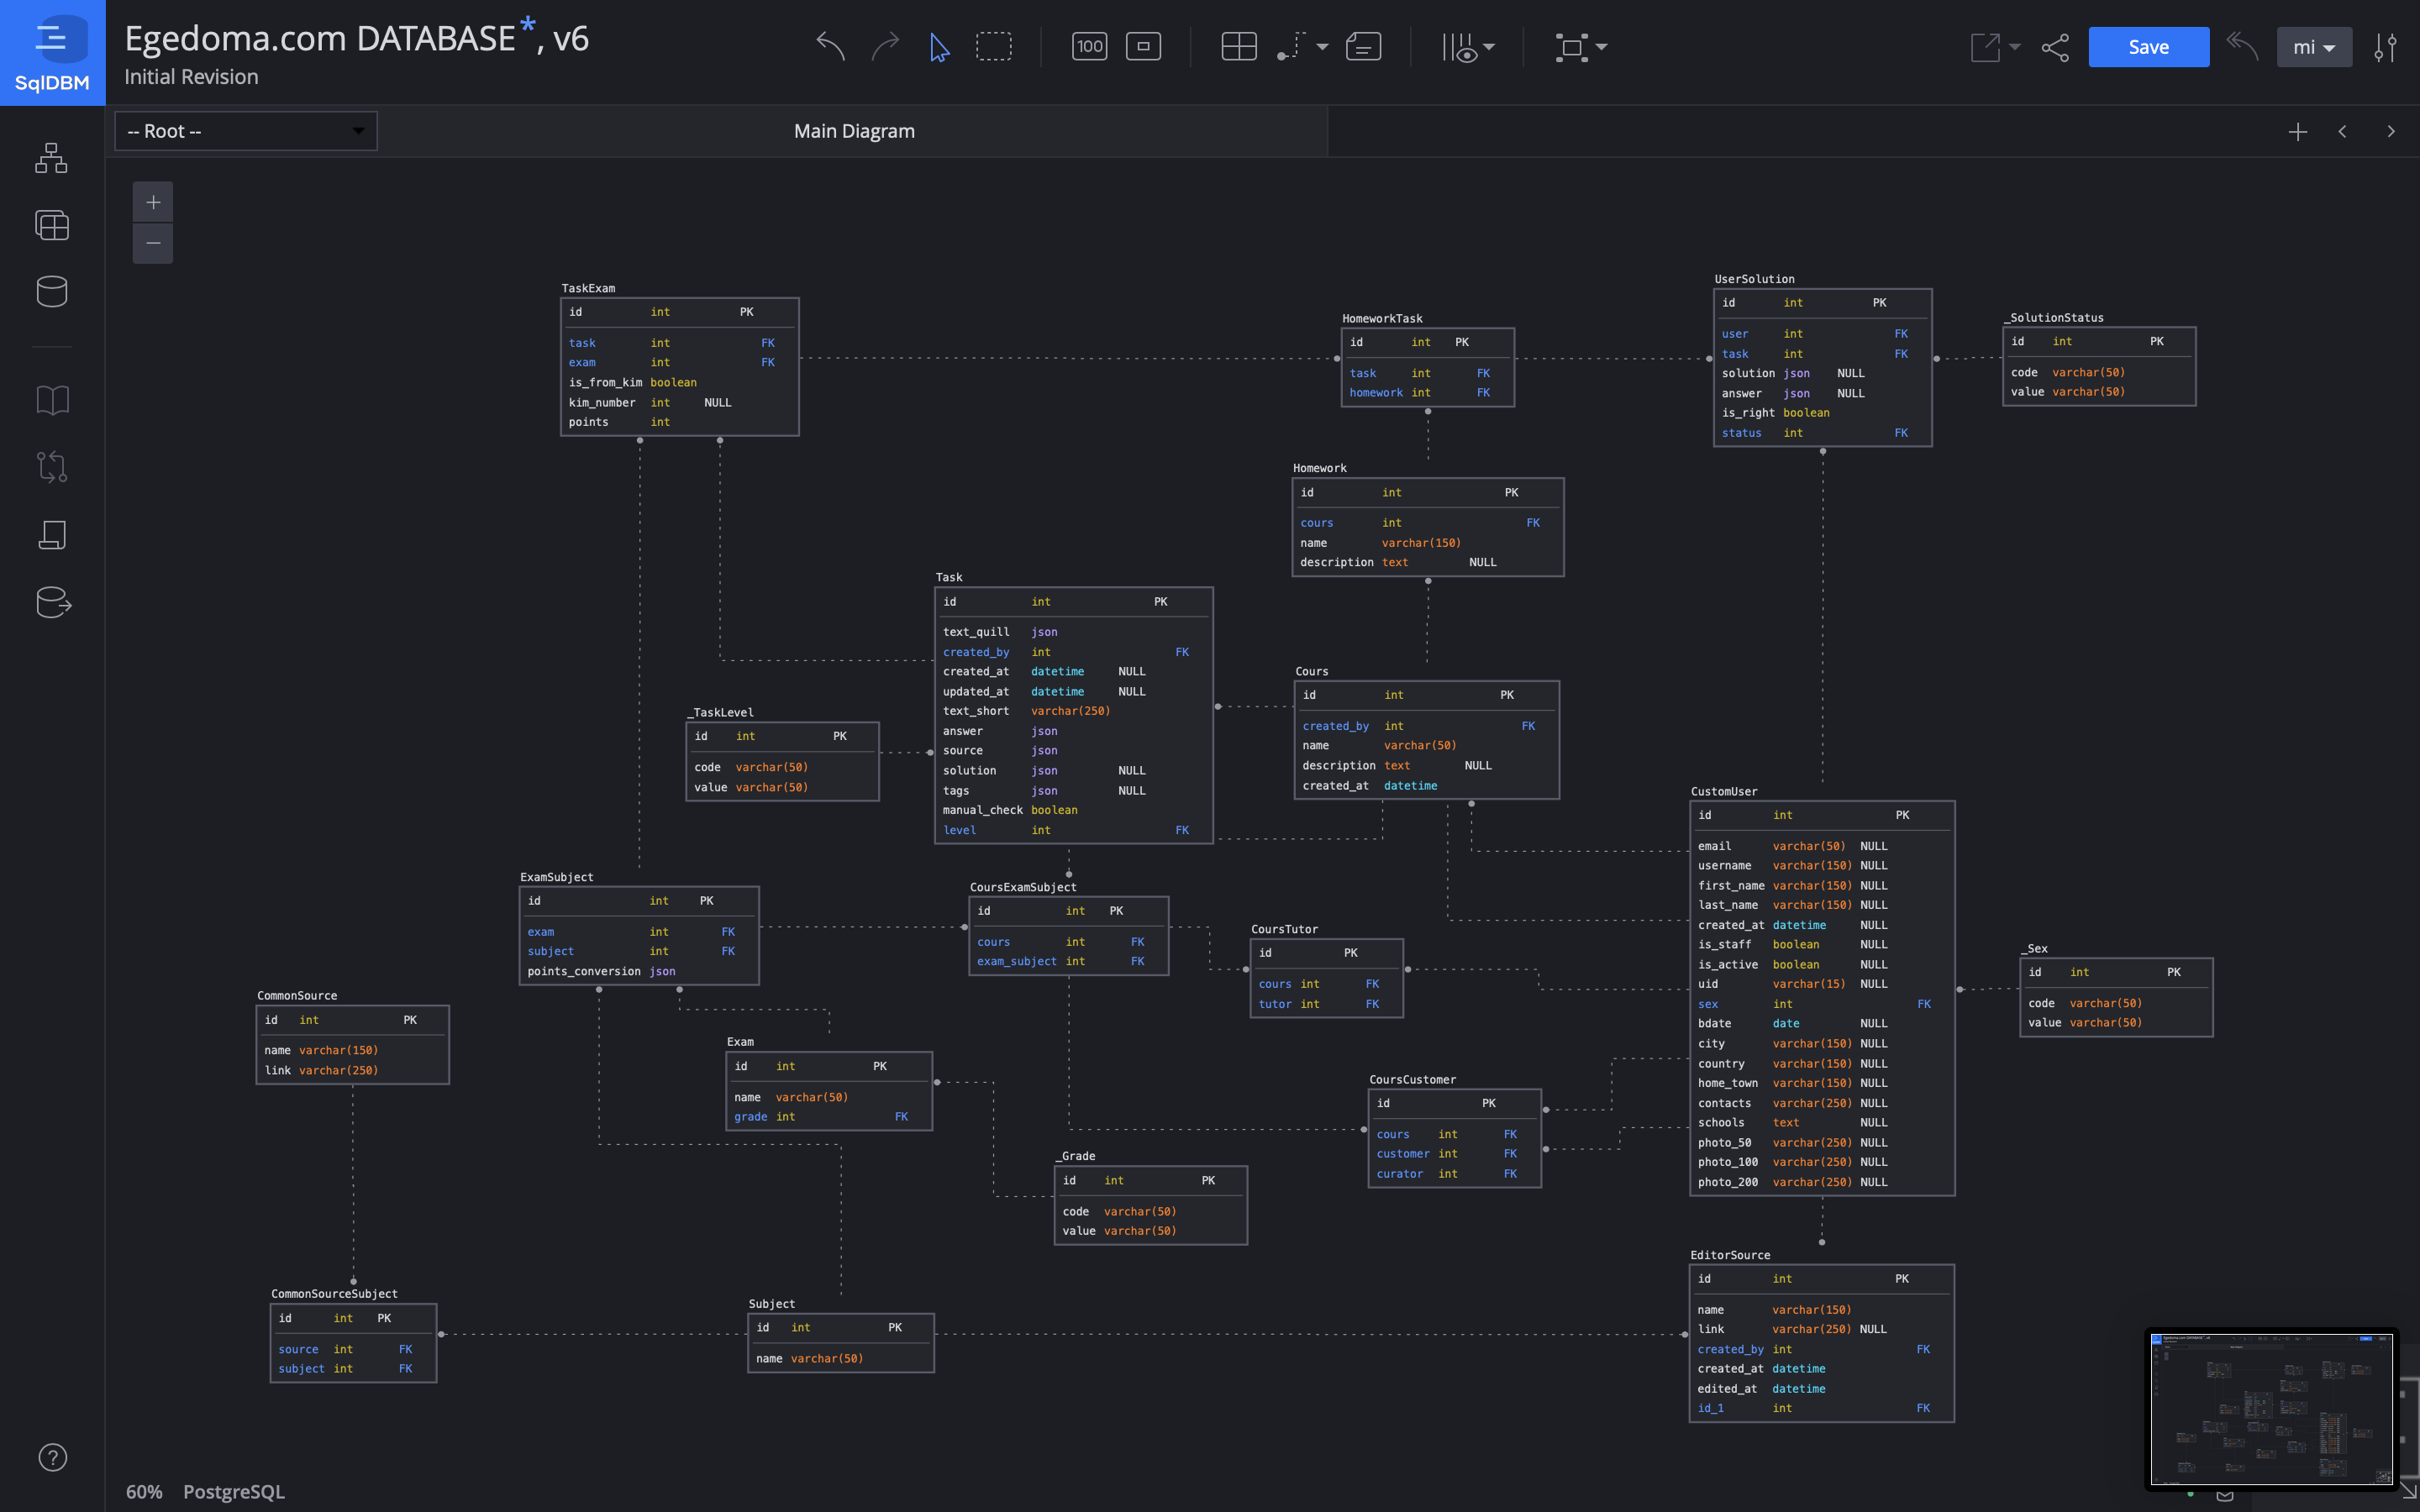 Egedoma.com DATABASE*, v6
Initial Revision
SqlDBM
100
Save
mi
-- Root --
Main Diagram
TaskExam
id int PK
task int FK
exam int FK
is_from_kim boolean
kim_number int NULL
points int
HomeworkTask
id int PK
task int FK
homework int FK
UserSolution
id int PK
user int FK
task int FK
solution json NULL
answer json NULL
is_right boolean
status int FK
_SolutionStatus
id int PK
code varchar(50)
value varchar(50)
Homework
id int PK
cours int FK
name varchar(150)
description text NULL
Task
id int PK
text_quill json
created_by int FK
created_at datetime NULL
updated_at datetime NULL
text_short varchar(250)
answer json
source json
solution json NULL
tags json NULL
manual_check boolean
level int FK
_TaskLevel
id int PK
code varchar(50)
value varchar(50)
Cours
id int PK
created_by int FK
name varchar(50)
description text NULL
created_at datetime
CustomUser
id int PK
email varchar(50) NULL
username varchar(150) NULL
first_name varchar(150) NULL
last_name varchar(150) NULL
created_at datetime NULL
is_staff boolean NULL
is_active boolean NULL
uid varchar(15) NULL
sex int FK
bdate date NULL
city varchar(150) NULL
country varchar(150) NULL
home_town varchar(150) NULL
contacts varchar(250) NULL
schools text NULL
photo_50 varchar(250) NULL
photo_100 varchar(250) NULL
photo_200 varchar(250) NULL
ExamSubject
id int PK
exam int FK
subject int FK
points_conversion json
CoursExamSubject
id int PK
cours int FK
exam_subject int FK
CoursTutor
id PK
cours int FK
tutor int FK
_Sex
id int PK
code varchar(50)
value varchar(50)
CommonSource
id int PK
name varchar(150)
link varchar(250)
Exam
id int PK
name varchar(50)
grade int FK
CoursCustomer
id PK
cours int FK
customer int FK
curator int FK
_Grade
id int PK
code varchar(50)
value varchar(50)
CommonSourceSubject
id int PK
source int FK
subject int FK
Subject
id int PK
name varchar(50)
EditorSource
id int PK
name varchar(150)
link varchar(250) NULL
created_by int FK
created_at datetime
edited_at datetime
id_1 int FK
60% PostgreSQL